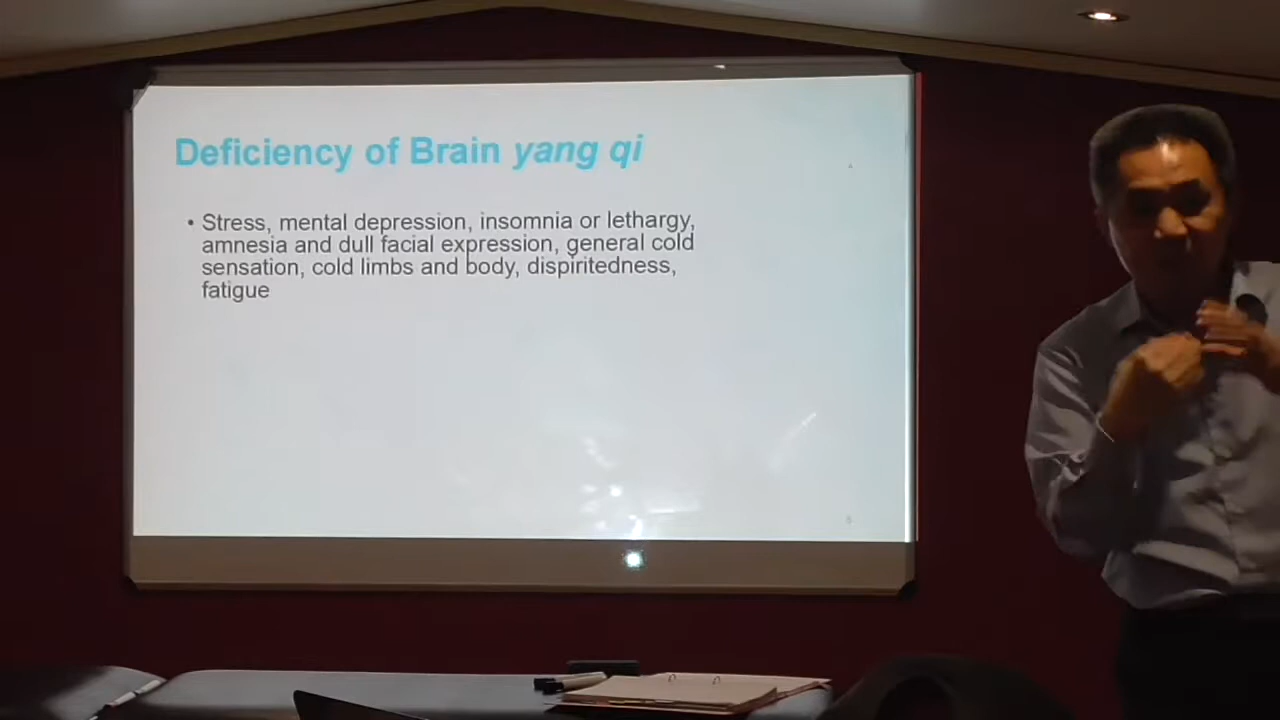 Deficiency of Brain yang qi
• Stress, mental depression, insomnia or lethargy,
amnesia and dull facial expression, general cold
sensation, cold limbs and body, dispiritedness,
fatigue